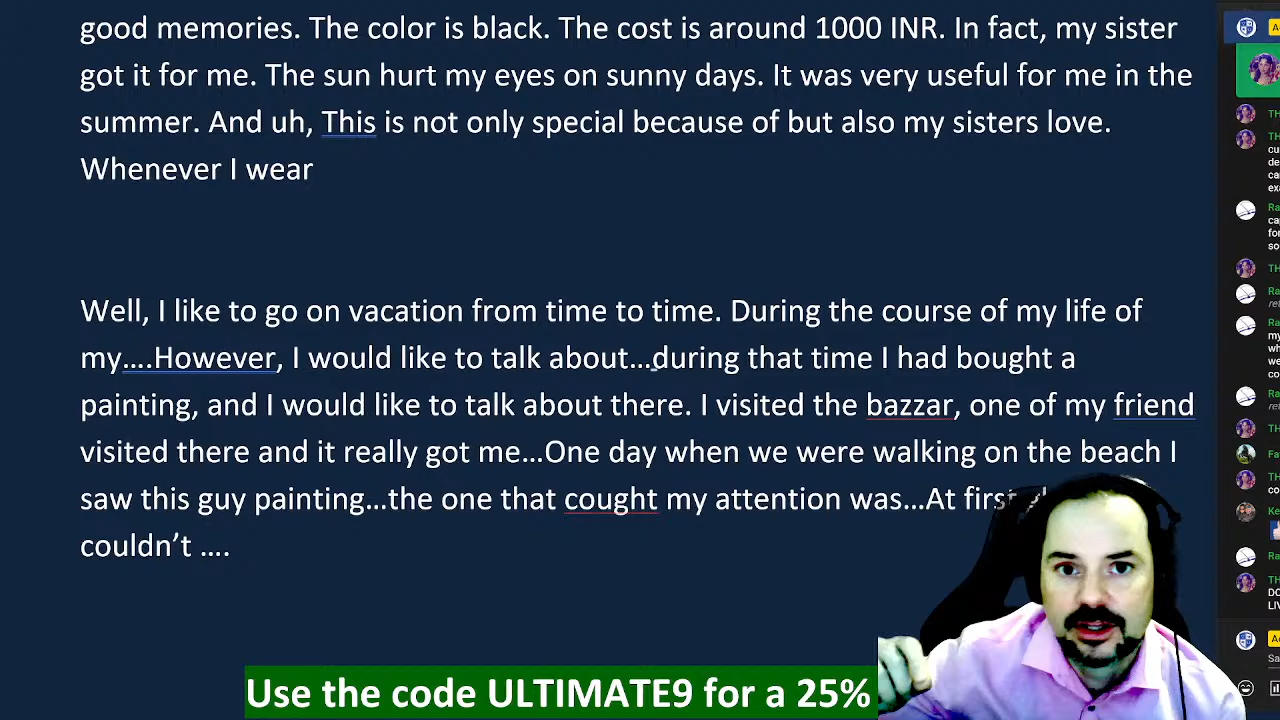 good memories. The color is black. The cost is around 1000 INR. In fact, my sister
got it for me. The sun hurt my eyes on sunny days. It was very useful for me in the
summer. And uh, This is not only special because of but also my sisters love.
Whenever I wear
Well, I like to go on vacation from time to time. During the course of my life of
my….However, I would like to talk about…during that time I had bought a
painting, and I would like to talk about there. I visited the bazzar, one of my friend
visited there and it really got me…One day when we were walking on the beach I
saw this guy painting…the one that cought my attention was…At first
couldn’t ….
Use the code ULTIMATE9 for a 25%